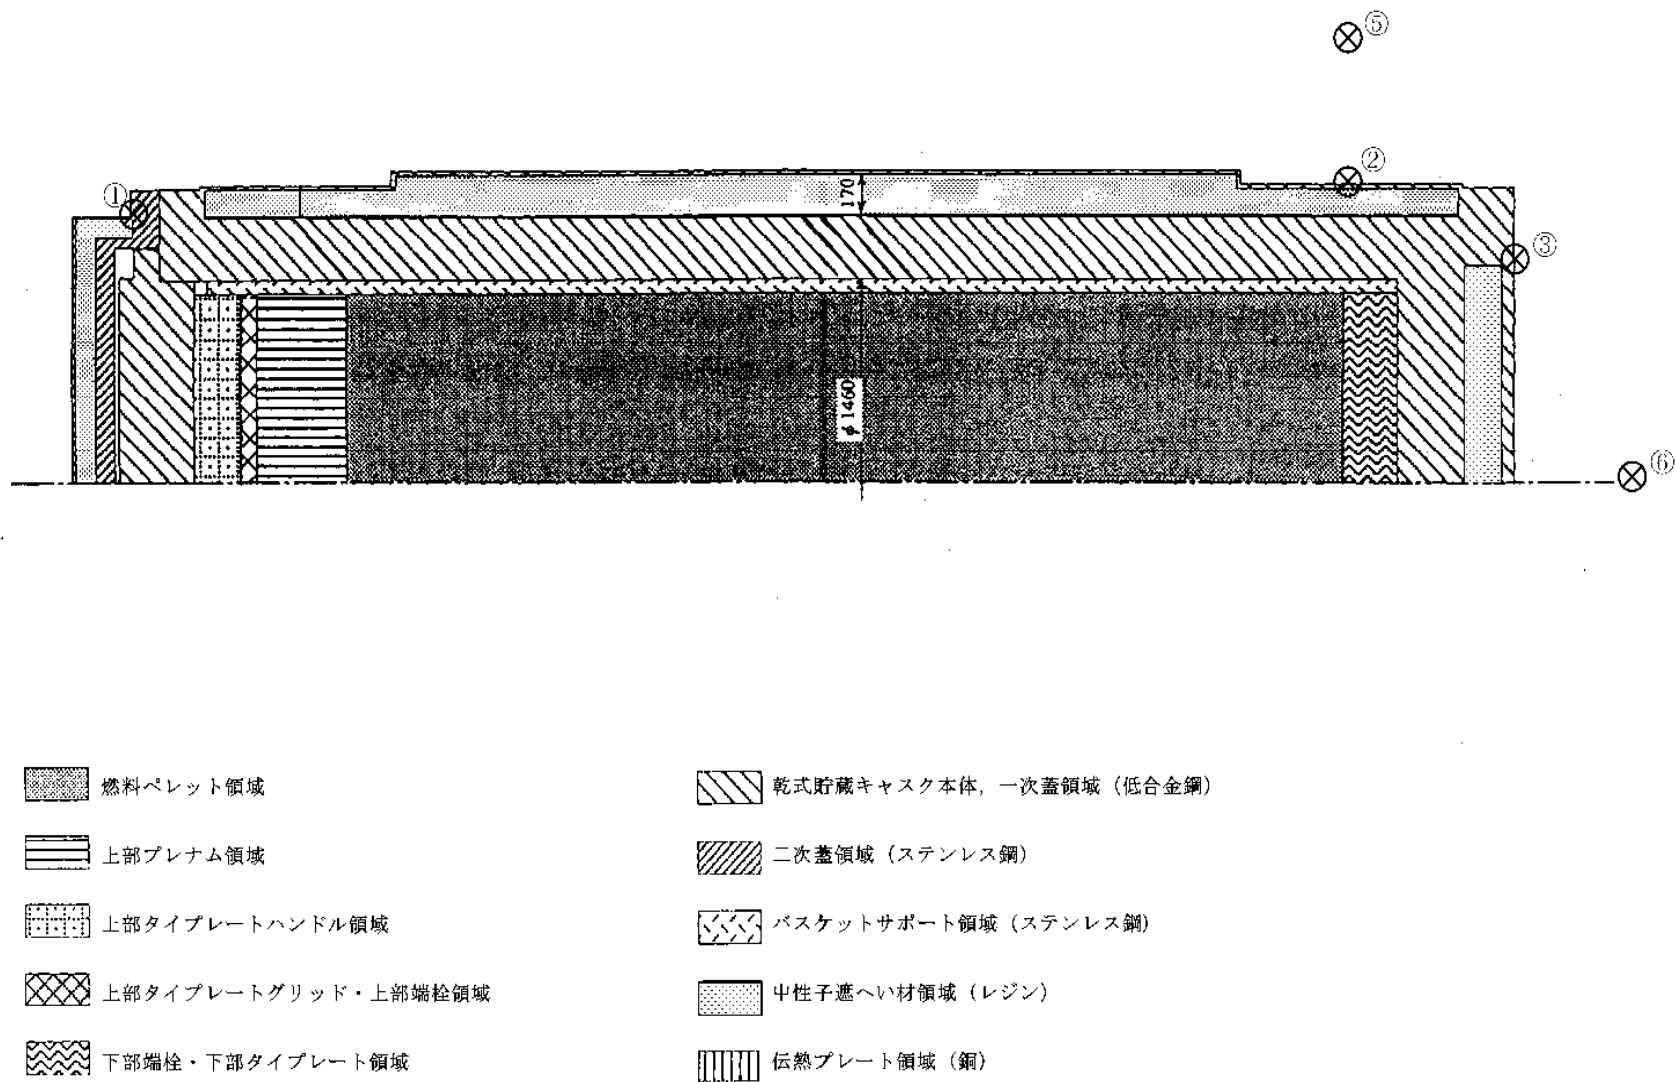 ⑤
②
①
170
③
φ1460
⑥
燃料ペレット領域
乾式貯蔵キャスク本体，一次蓋領域（低合金鋼）
上部プレナム領域
二次蓋領域（ステンレス鋼）
上部タイプレートハンドル領域
バスケットサポート領域（ステンレス鋼）
上部タイプレートグリッド・上部端栓領域
中性子遮へい材領域（レジン）
下部端栓・下部タイプレート領域
伝熱プレート領域（銅）